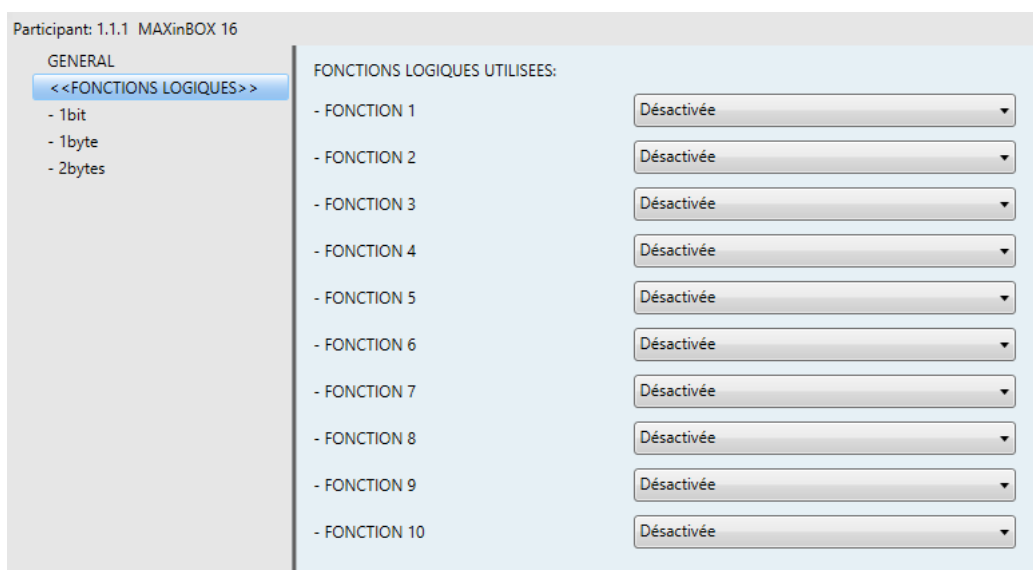 Participant: 1.1.1 MAXinBOX 16
GENERAL
<<FONCTIONS LOGIQUES>>
- 1bit
- 1byte
- 2bytes
FONCTIONS LOGIQUES UTILISEES:
- FONCTION 1 Désactivée
- FONCTION 2 Désactivée
- FONCTION 3 Désactivée
- FONCTION 4 Désactivée
- FONCTION 5 Désactivée
- FONCTION 6 Désactivée
- FONCTION 7 Désactivée
- FONCTION 8 Désactivée
- FONCTION 9 Désactivée
- FONCTION 10 Désactivée